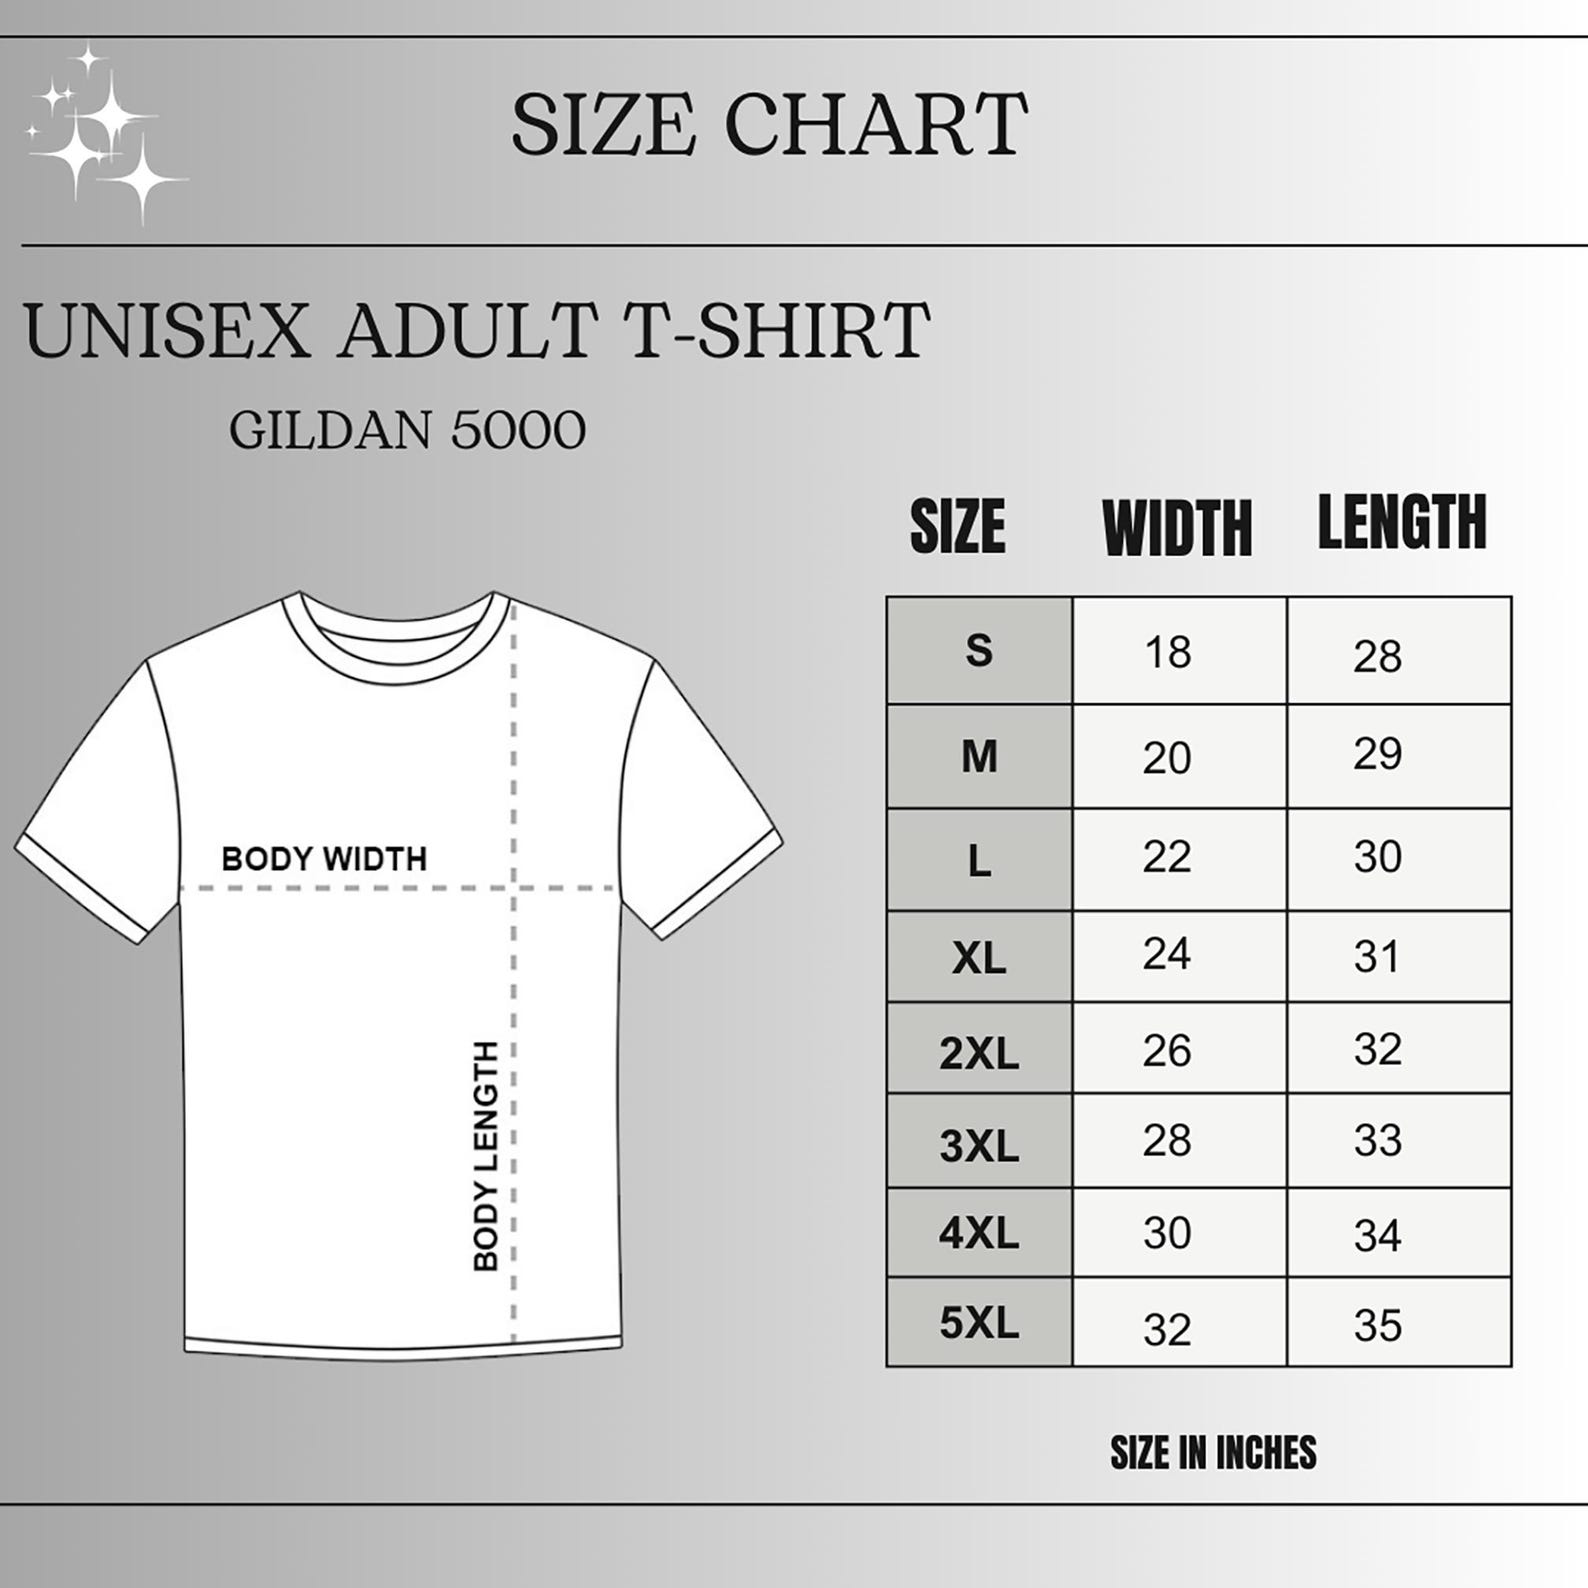 SIZE CHART
UNISEX ADULT T-SHIRT
GILDAN 5000
BODY WIDTH
BODY LENGTH
SIZE WIDTH LENGTH
S 18 28
M 20 29
L 22 30
XL 24 31
2XL 26 32
3XL 28 33
4XL 30 34
5XL 32 35
SIZE IN INCHES